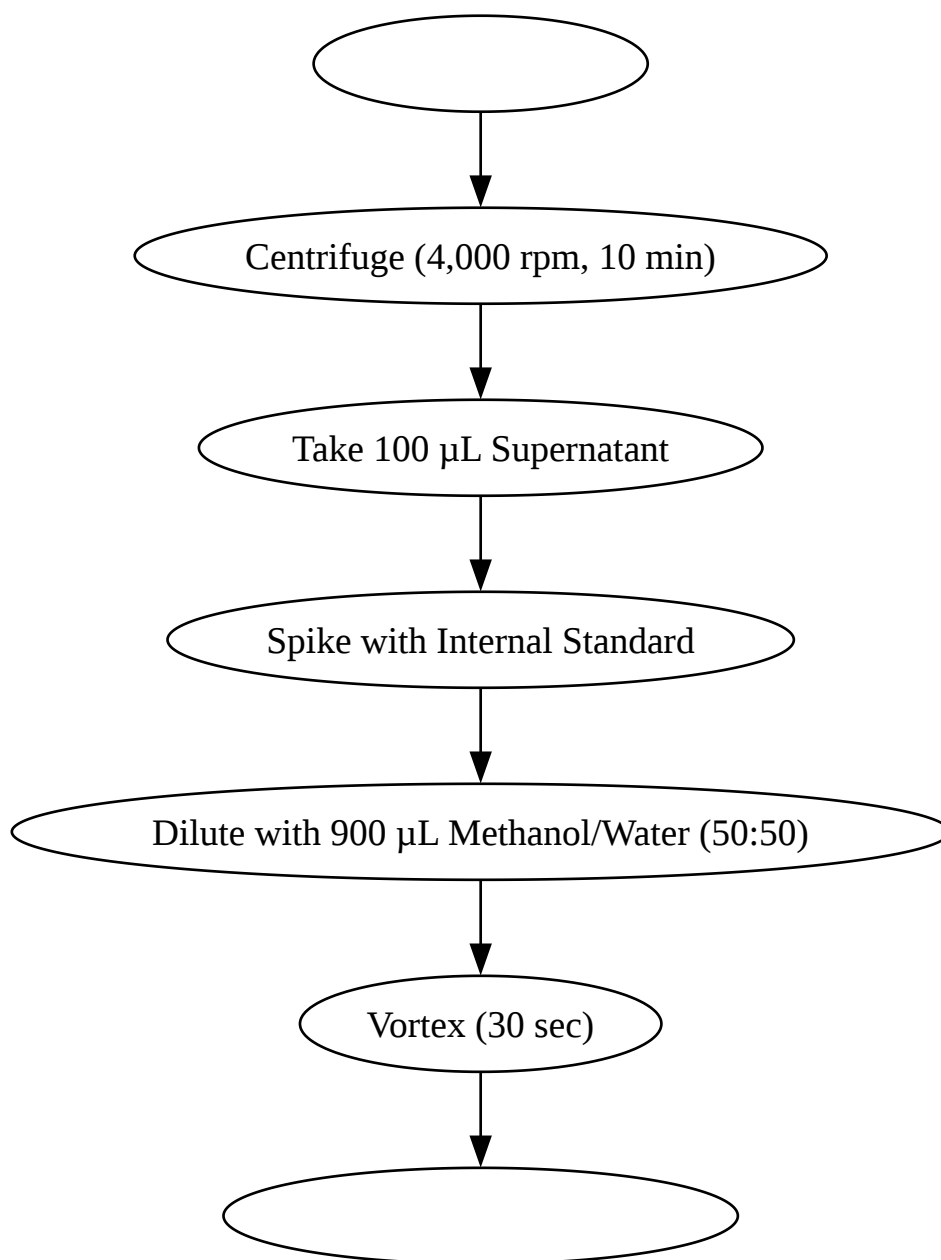 Centrifuge (4,000 rpm, 10 min)
Take 100 µL Supernatant
Spike with Internal Standard
Dilute with 900 µL Methanol/Water (50:50)
Vortex (30 sec)